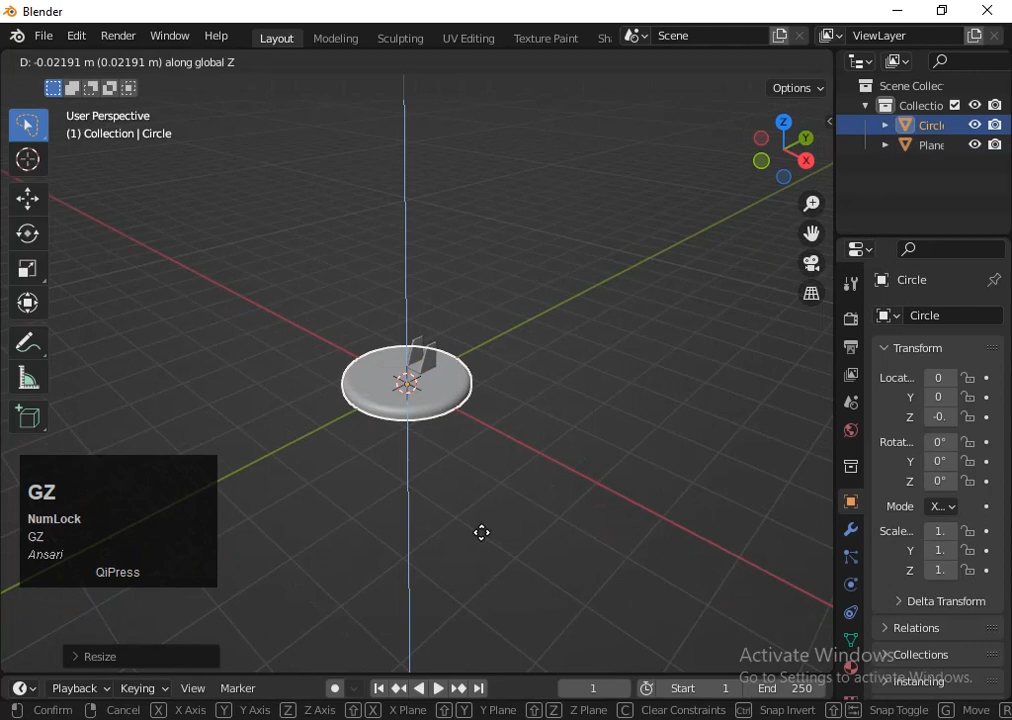 Blender
File Edit Render Window Help Layout Modeling Sculpting UV Editing Texture Paint Sh Scene ViewLayer
D: -0.02191 m (0.02191 m) along global Z
Options
User Perspective
(1) Collection | Circle
Z
Y
X
Scene Collec
Collectio
Circl
Plane
Circle
Circle
Transform
Locat... 0
Y 0
Z -0.
Rotat... 0°
Y 0°
Z 0°
Mode X...
Scale... 1.
Y 1.
Z 1.
Delta Transform
Relations
Collections
Instancing
GZ
NumLock
GZ
Ansari
QiPress
Resize
Activate Windows
Go to Settings to activate Windows.
Playback Keying View Marker 1 Start 1 End 250
Confirm Cancel X X Axis Y Y Axis Z Z Axis X X Plane Y Y Plane Z Z Plane C Clear Constraints Ctrl Snap Invert Snap Toggle G Move R